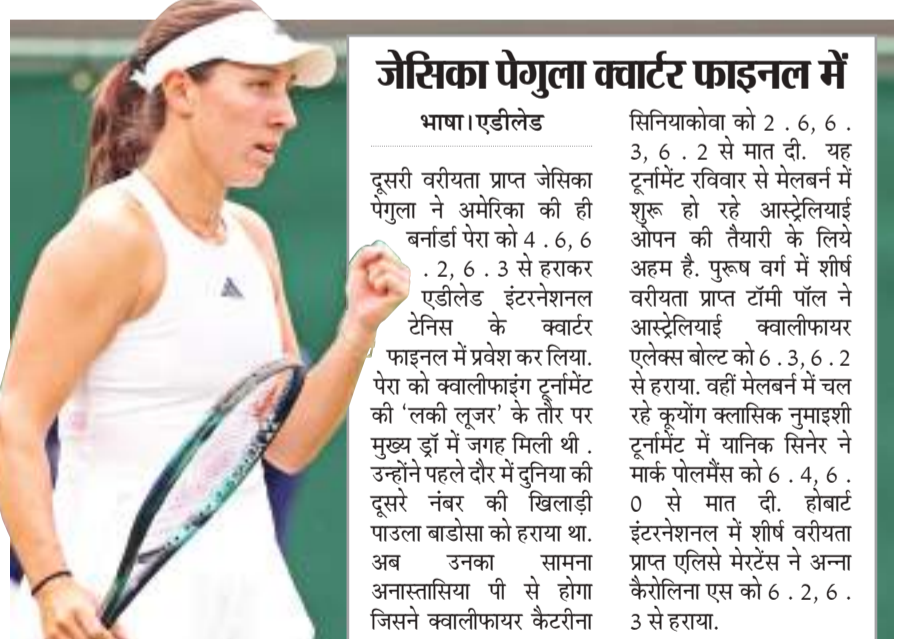 जेसिका पेगुला क्वार्टर फाइनल में
भाषा। एडीलेड
दूसरी वरीयता प्राप्त जेसिका
पेगुला ने अमेरिका की ही
बर्नार्डा पेरा को 4 . 6, 6
. 2, 6 . 3 से हराकर
एडीलेड इंटरनेशनल
टेनिस के क्वार्टर
फाइनल में प्रवेश कर लिया.
पेरा को क्वालीफाइंग टूर्नामेंट
की ‘लकी लूजर’ के तौर पर
मुख्य ड्रॉ में जगह मिली थी .
उन्होंने पहले दौर में दुनिया की
दूसरे नंबर की खिलाड़ी
पाउला बाडोसा को हराया था.
अब उनका सामना
अनास्तासिया पी से होगा
जिसने क्वालीफायर कैटरीना
सिनियाकोवा को 2 . 6, 6 .
3, 6 . 2 से मात दी. यह
टूर्नामेंट रविवार से मेलबर्न में
शुरू हो रहे आस्ट्रेलियाई
ओपन की तैयारी के लिये
अहम है. पुरूष वर्ग में शीर्ष
वरीयता प्राप्त टॉमी पॉल ने
आस्ट्रेलियाई क्वालीफायर
एलेक्स बोल्ट को 6 . 3, 6 . 2
से हराया. वहीं मेलबर्न में चल
रहे कूयोंग क्लासिक नुमाइशी
टूर्नामेंट में यानिक सिनेर ने
मार्क पोलमैंस को 6 . 4, 6 .
0 से मात दी. होबार्ट
इंटरनेशनल में शीर्ष वरीयता
प्राप्त एलिसे मेरटेंस ने अन्ना
कैरोलिना एस को 6 . 2, 6 .
3 से हराया.